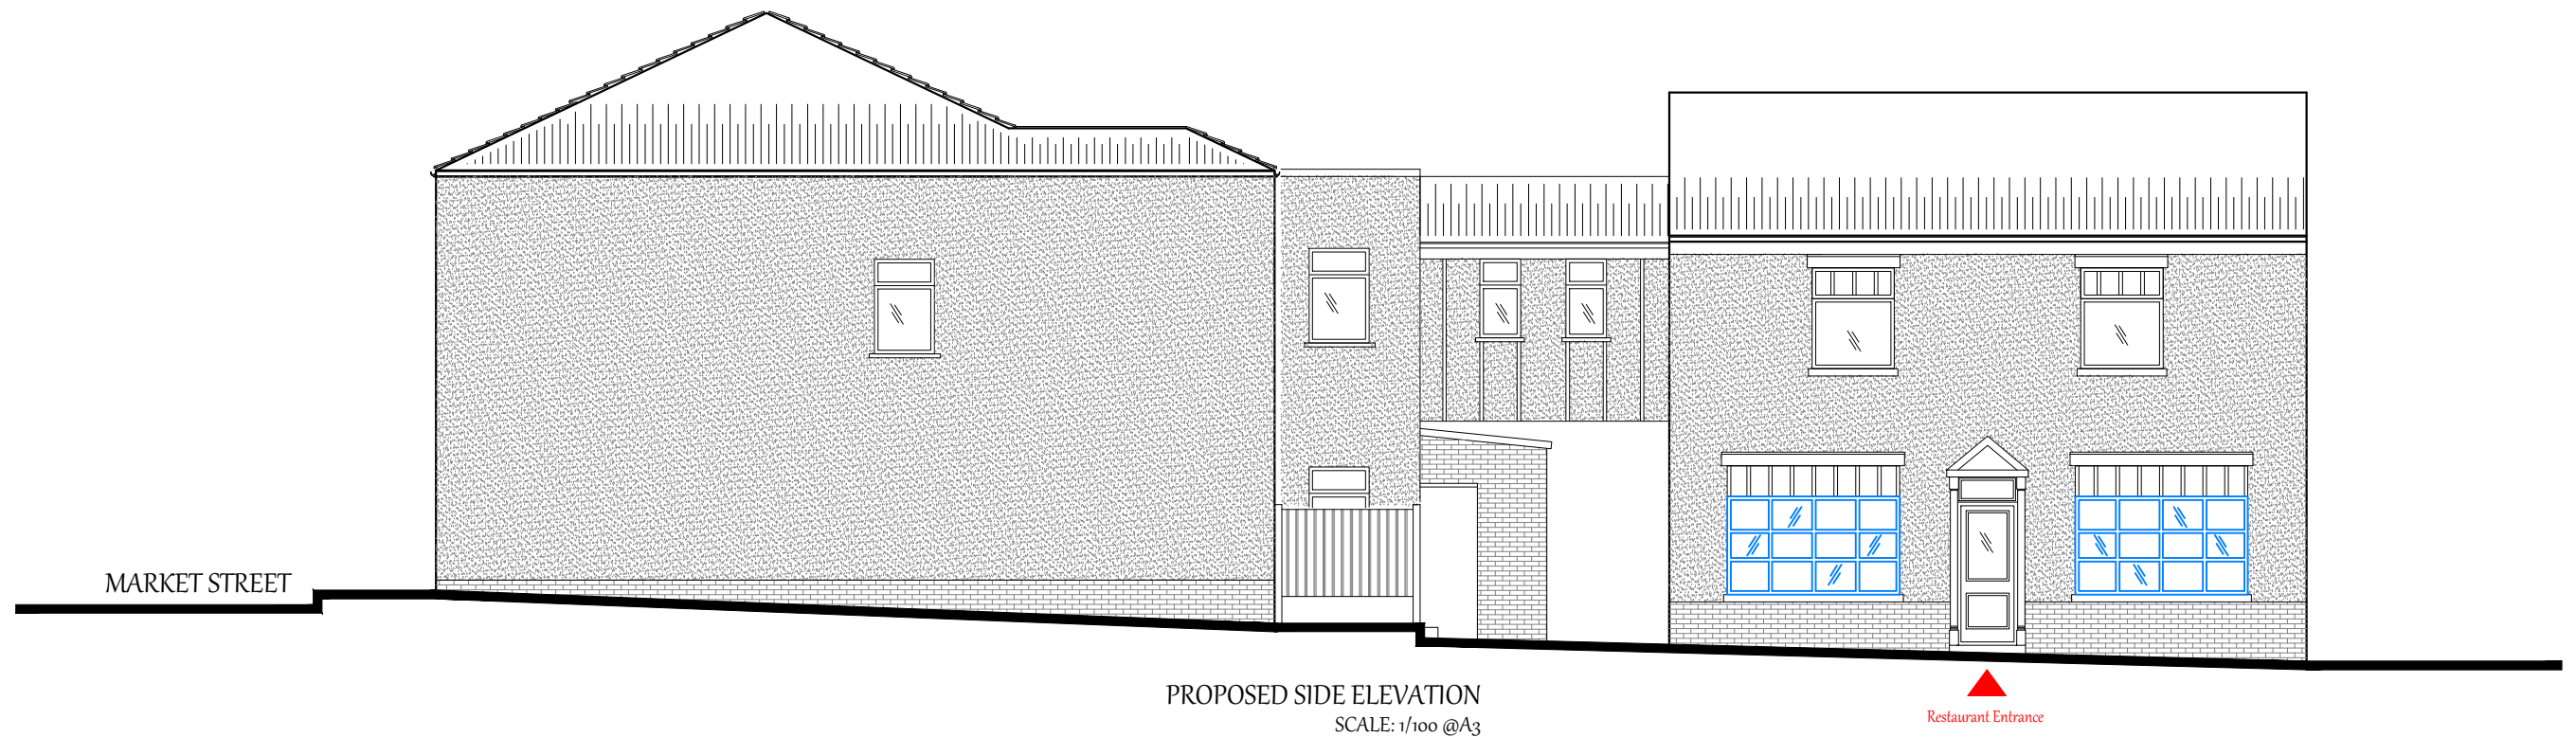 MARKET STREET
PROPOSED SIDE ELEVATION
SCALE: 1/100 @A3
Restaurant Entrance